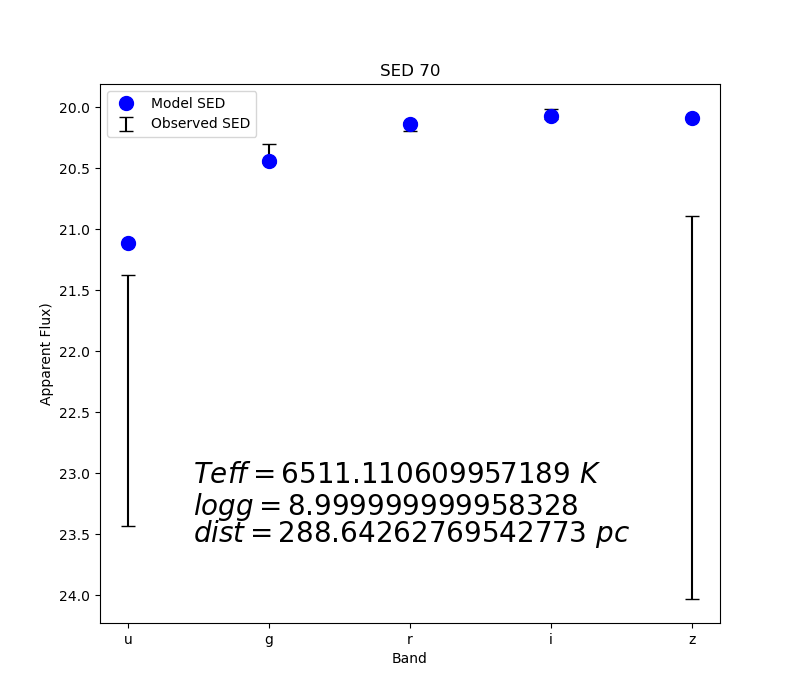 SED 70
Model SED
Observed SED
20.0
20.5
21.0
21.5
22.0
22.5
23.0
23.5
24.0
Apparent Flux)
Teff = 6511.110609957189 K
logg = 8.999999999958328
dist = 288.64262769542773 pc
u g r i z
Band